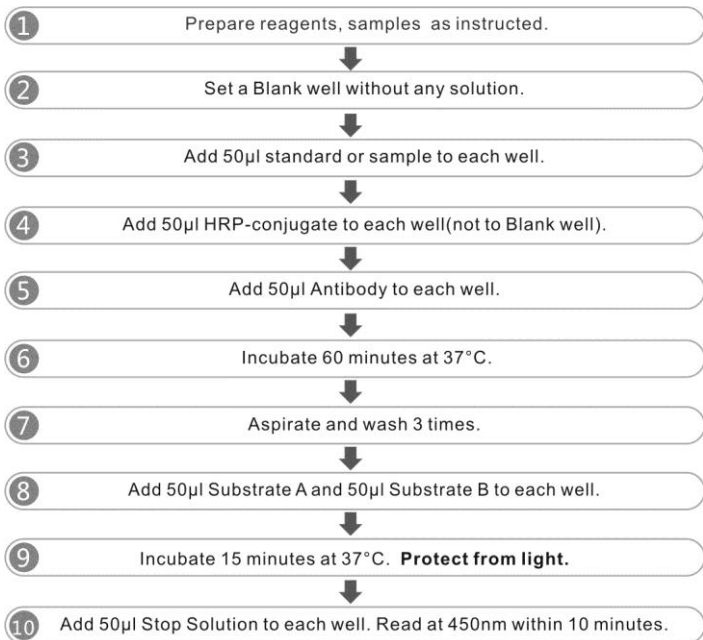 1 Prepare reagents, samples as instructed.
2 Set a Blank well without any solution.
3 Add 50μl standard or sample to each well.
4 Add 50μl HRP-conjugate to each well(not to Blank well).
5 Add 50μl Antibody to each well.
6 Incubate 60 minutes at 37°C.
7 Aspirate and wash 3 times.
8 Add 50μl Substrate A and 50μl Substrate B to each well.
9 Incubate 15 minutes at 37°C. Protect from light.
10 Add 50μl Stop Solution to each well. Read at 450nm within 10 minutes.